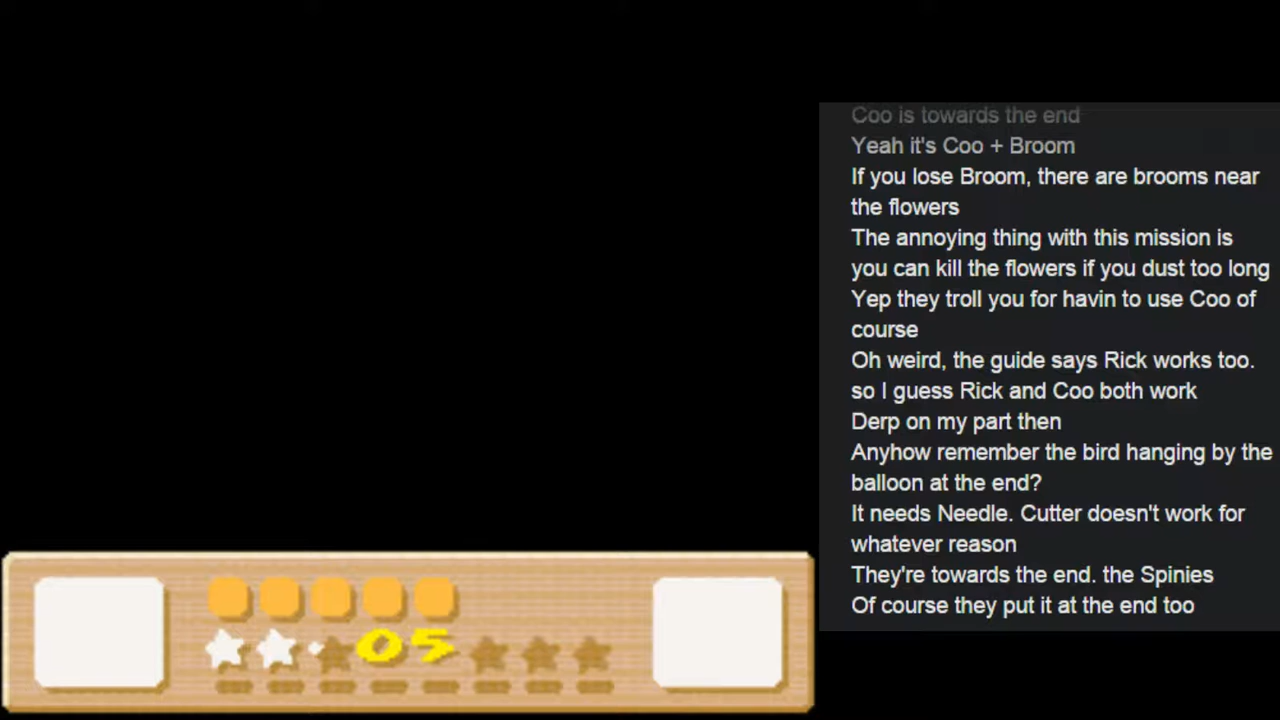 Coo is towards the end
Yeah it's Coo + Broom
If you lose Broom, there are brooms near
the flowers
The annoying thing with this mission is
you can kill the flowers if you dust too long
Yep they troll you for havin to use Coo of
course
Oh weird, the guide says Rick works too.
so I guess Rick and Coo both work
Derp on my part then
Anyhow remember the bird hanging by the
balloon at the end?
It needs Needle. Cutter doesn't work for
whatever reason
They're towards the end. the Spinies
Of course they put it at the end too
05